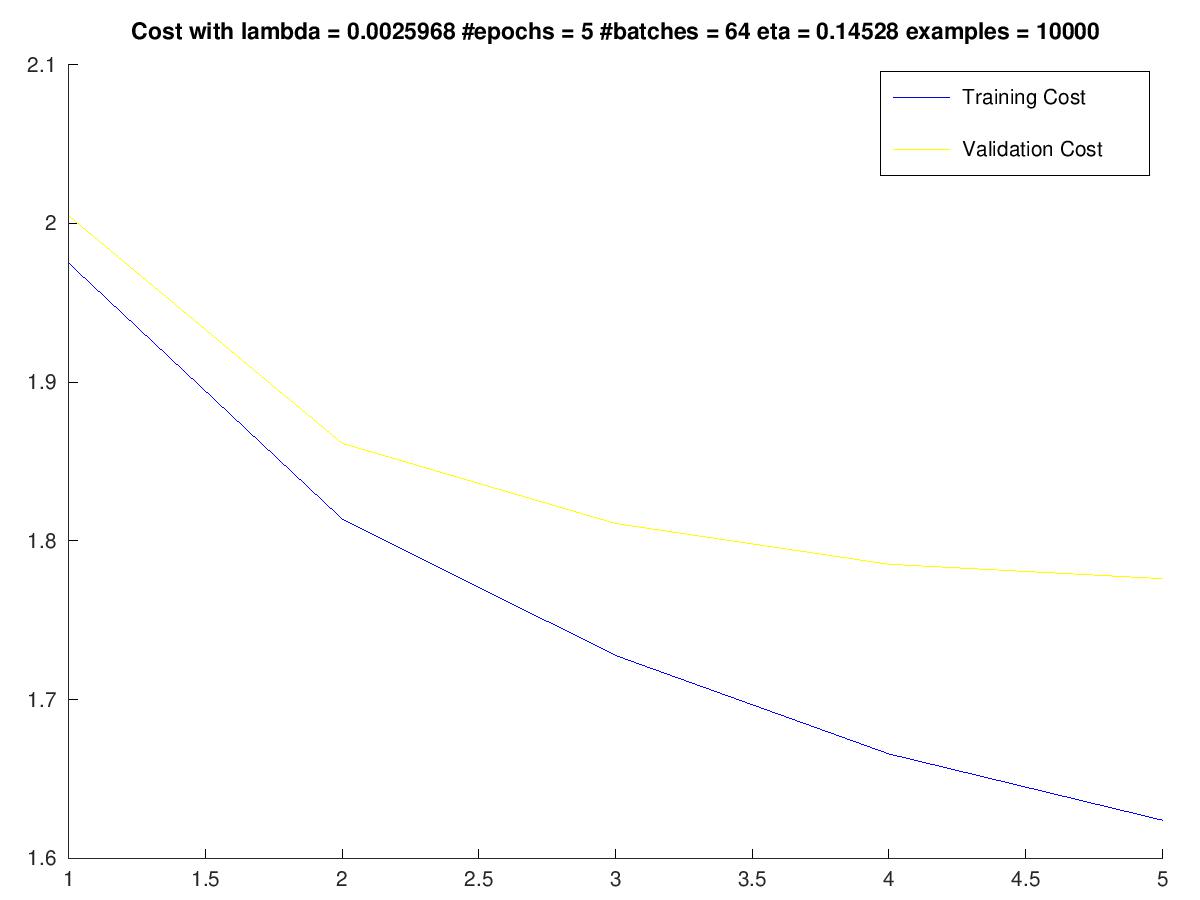 Cost with lambda = 0.0025968 #epochs = 5 #batches = 64 eta = 0.14528 examples = 10000
2.1
Training Cost
Validation Cost
2
1.9
1.8
1.7
1.6
1 1.5 2 2.5 3 3.5 4 4.5 5